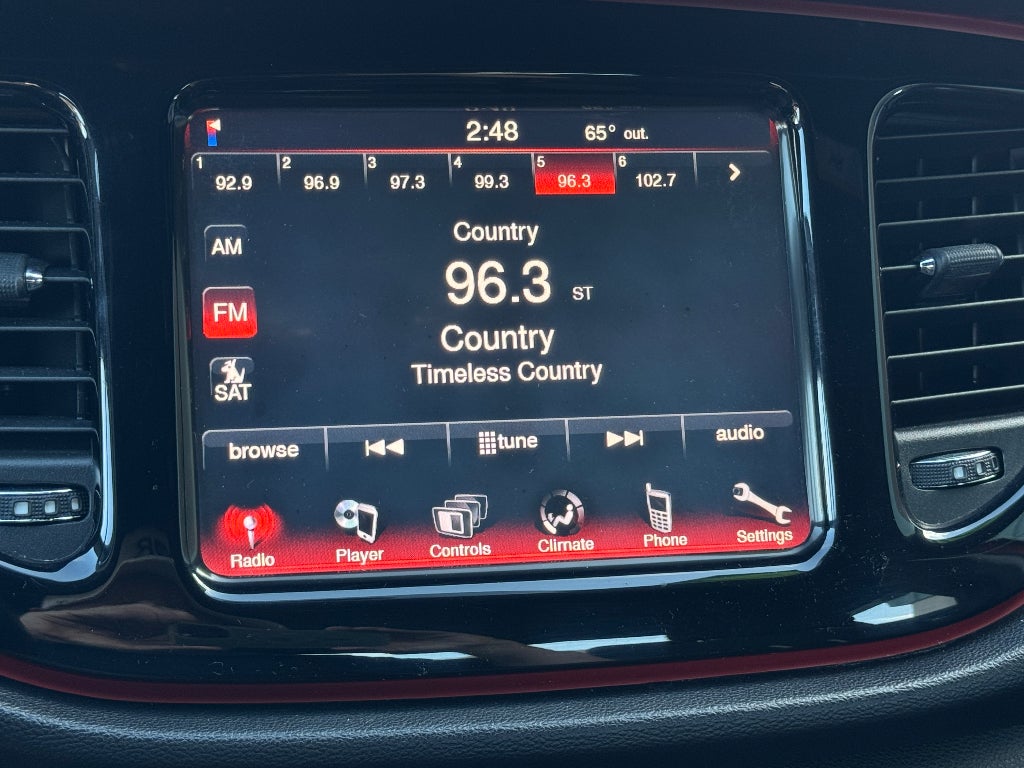 2:48 65° out.
1 2 3 4 5 6
92.9 96.9 97.3 99.3 96.3 102.7
AM
FM
SAT
Country
96.3 ST
Country
Timeless Country
browse tune audio
Radio Player Controls Climate Phone Settings